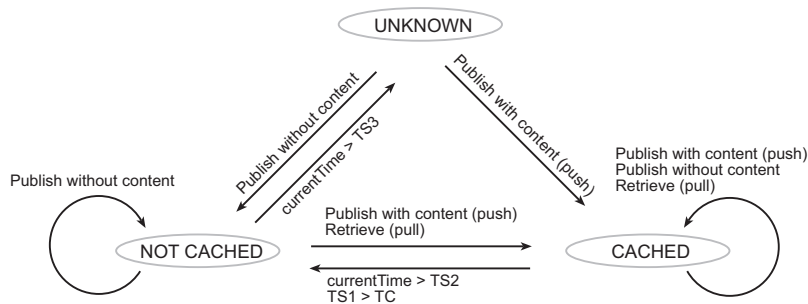 UNKNOWN
Publish without content
currentTime > TS3
Publish with content (push)
Publish with content (push)
Publish without content
Retrieve (pull)
Publish without content
NOT CACHED
Publish with content (push)
Retrieve (pull)
CACHED
currentTime > TS2
TS1 > TC